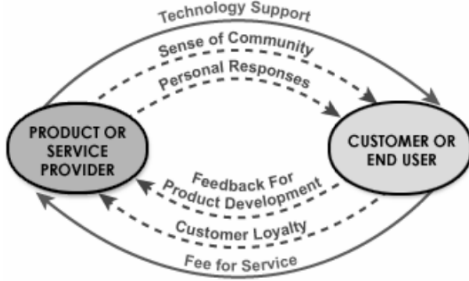 Technology Support
Sense of Community
Personal Responses
PRODUCT OR
SERVICE
PROVIDER
CUSTOMER OR
END USER
Feedback For
Product Development
Customer Loyalty
Fee for Service